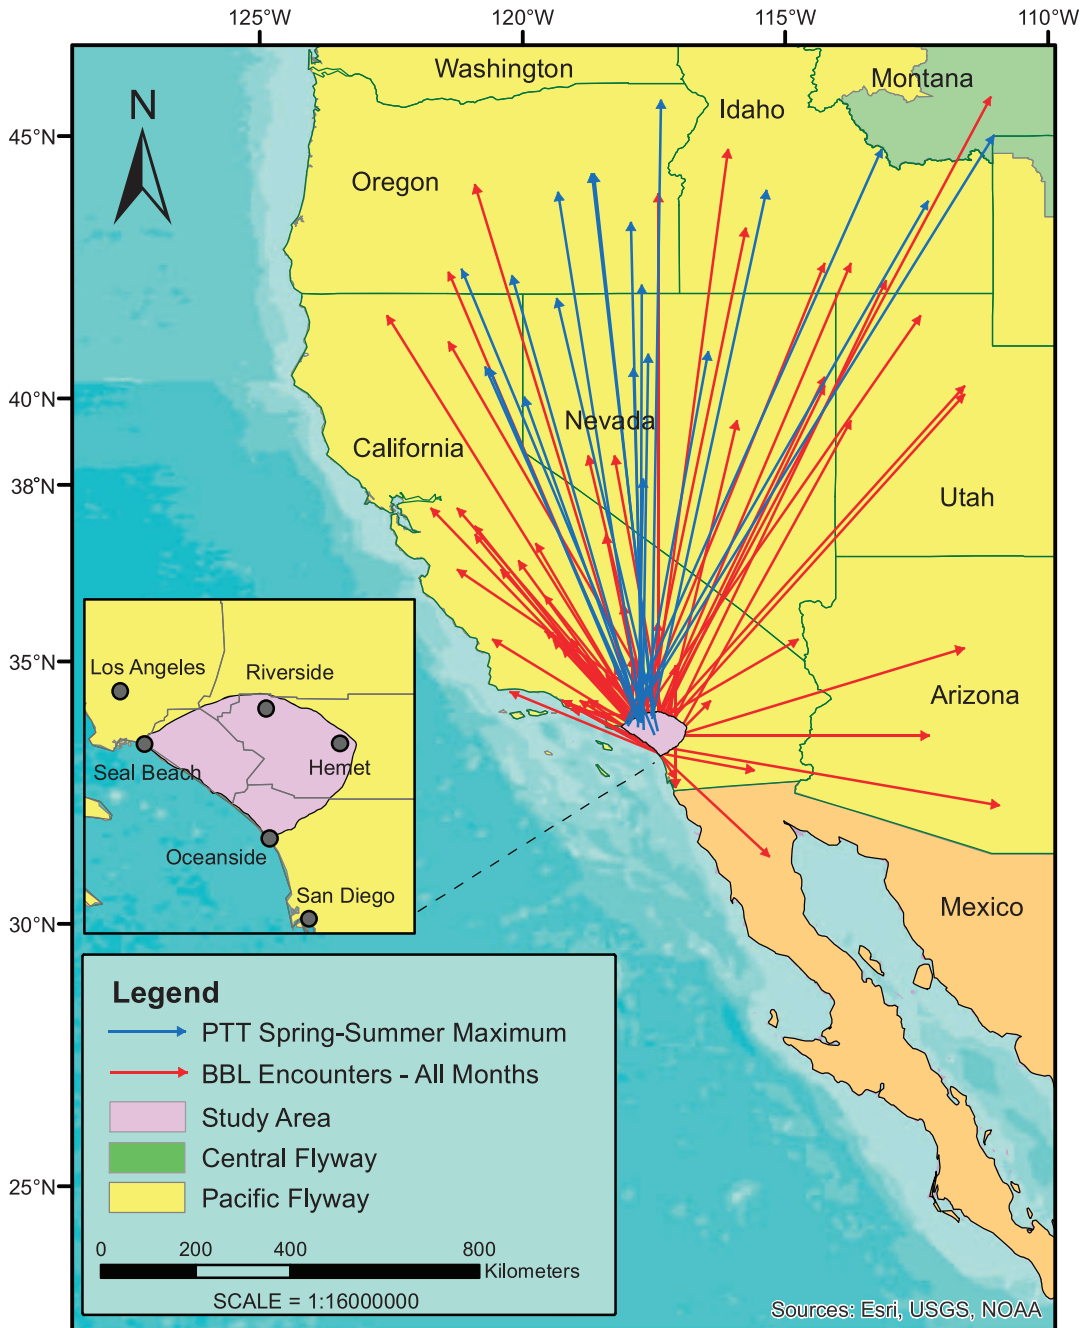 125°W 120°W 115°W 110°W
Washington
Montana
N
Idaho
45°N
Oregon
40°N
Nevada
California
38°N
Utah
35°N
Los Angeles
Riverside
Arizona
Seal Beach
Hemet
Oceanside
San Diego
Mexico
30°N
Legend
PTT Spring-Summer Maximum
BBL Encounters - All Months
Study Area
Central Flyway
25°N
Pacific Flyway
0 200 400 800
Kilometers
SCALE = 1:16000000
Sources: Esri, USGS, NOAA